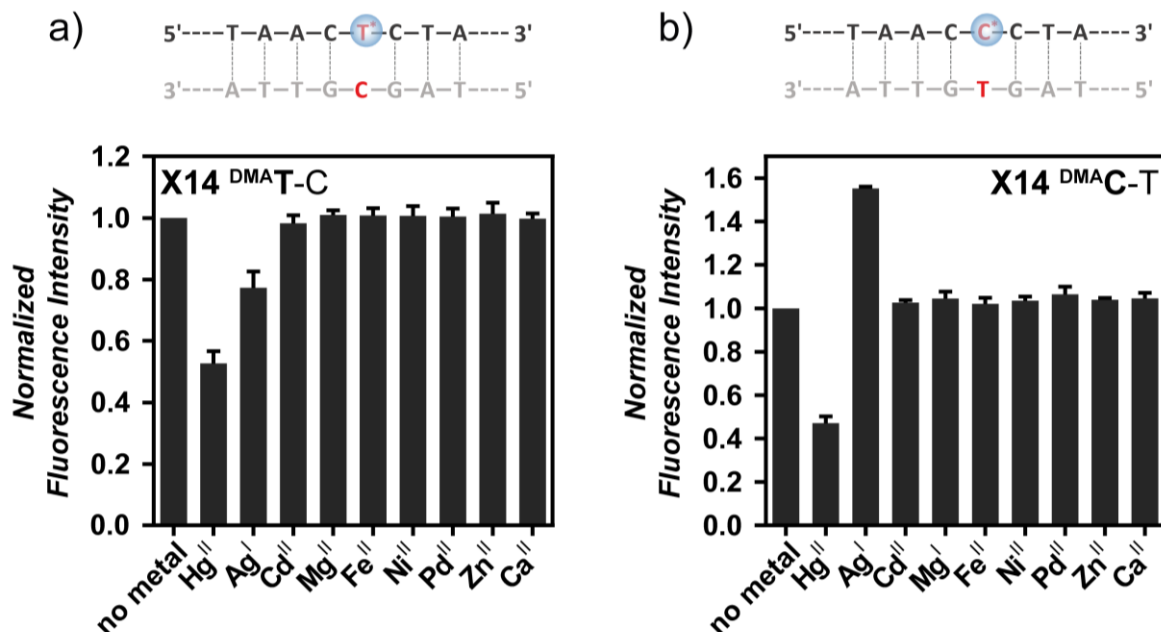 a)
5'----T–A–A–C–T*–C–T–A----3'
3'----A–T–T–G–C–G–A–T----5'
X14 ᴰᴹᴬT-C
Normalized
Fluorescence Intensity
1.2
1.0
0.8
0.6
0.4
0.2
0.0
no metal
Hgᴵᴵ
Agᴵ
Cdᴵᴵ
Mgᴵᴵ
Feᴵᴵ
Niᴵᴵ
Pdᴵᴵ
Znᴵᴵ
Caᴵᴵ
b)
5'----T–A–A–C–C*–C–T–A----3'
3'----A–T–T–G–T–G–A–T----5'
X14 ᴰᴹᴬC-T
Normalized
Fluorescence Intensity
1.6
1.4
1.2
1.0
0.8
0.6
0.4
0.2
0.0
no metal
Hgᴵᴵ
Agᴵ
Cdᴵᴵ
Mgᴵ
Feᴵᴵ
Niᴵᴵ
Pdᴵᴵ
Znᴵᴵ
Caᴵᴵ